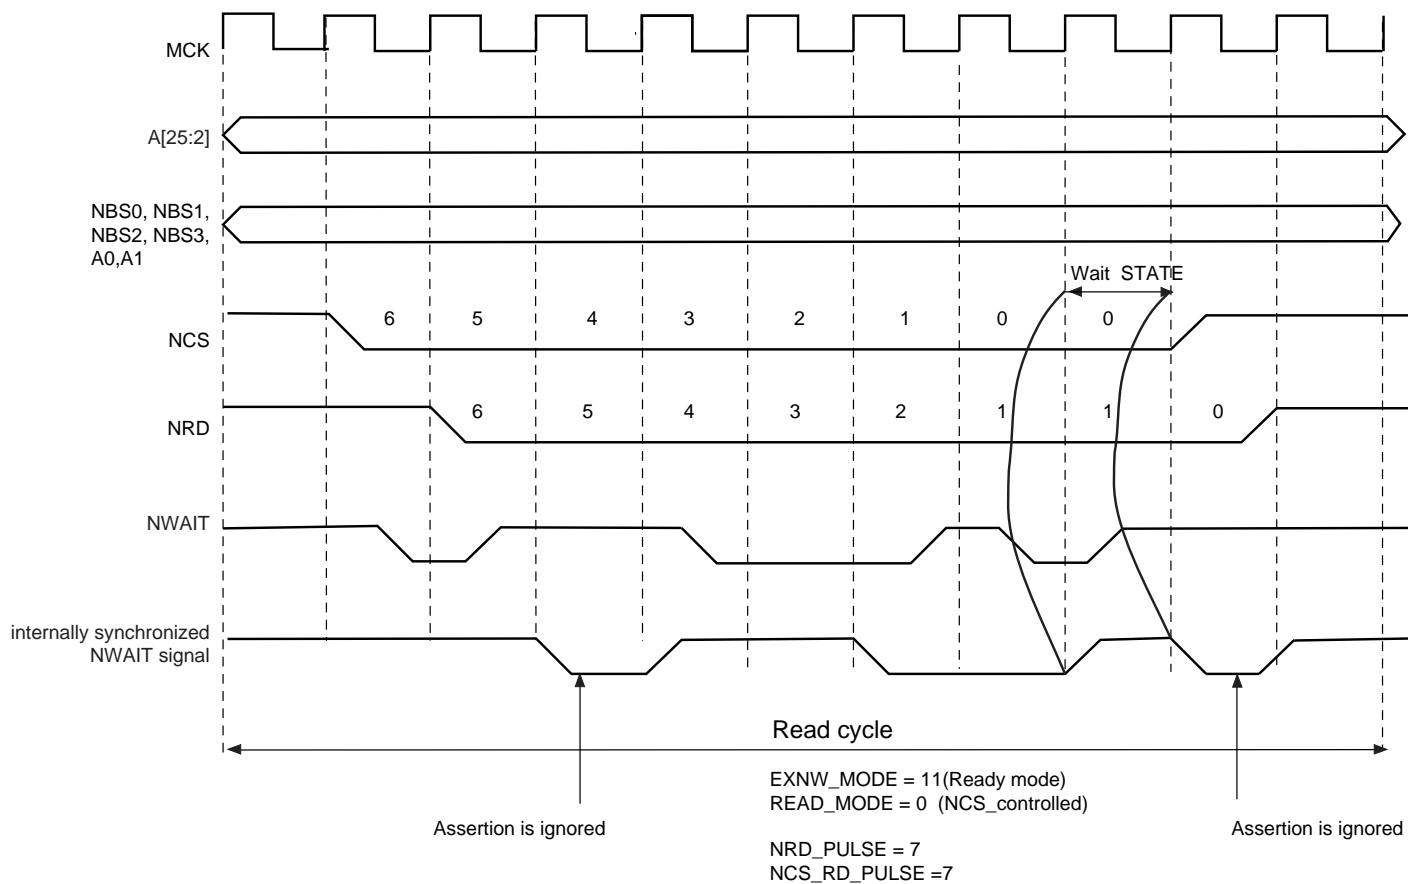 MCK
A[25:2]
NBS0, NBS1,
NBS2, NBS3,
A0,A1
Wait STATE
NCS
6 5 4 3 2 1 0 0
NRD
6 5 4 3 2 1 1 0
NWAIT
internally synchronized
NWAIT signal
Read cycle
EXNW_MODE = 11(Ready mode)
READ_MODE = 0 (NCS_controlled)
Assertion is ignored
Assertion is ignored
NRD_PULSE = 7
NCS_RD_PULSE =7